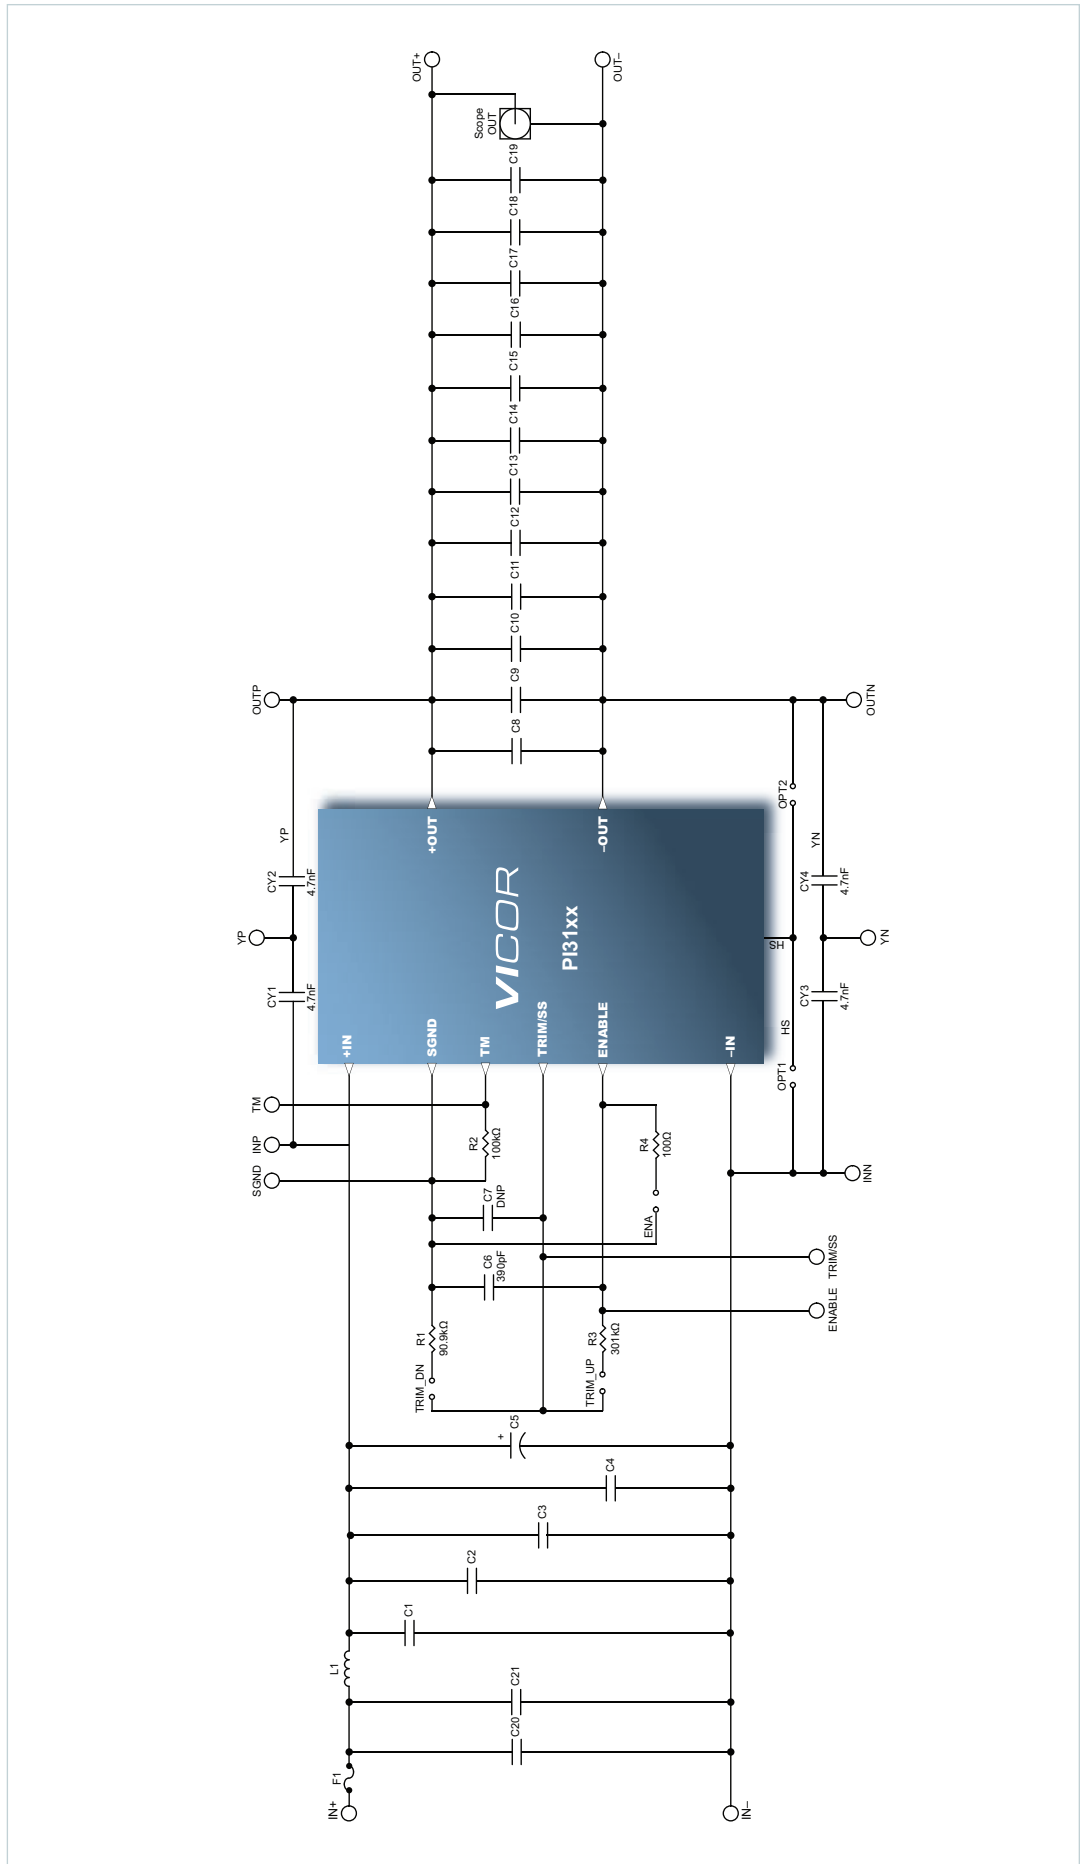 IN+
F1
L1
IN–
C20
C21
C1
C2
C3
C4
+
C5
TRIM_DN
R1
90.9kΩ
TRIM_UP
R3
301kΩ
C6
390pF
C7
DNP
ENA
R4
100Ω
R2
100kΩ
SGND
INP
TM
ENABLE
TRIM/SS
INN
+IN
SGND
TM
TRIM/SS
ENABLE
–IN
VICOR
PI31xx
+OUT
–OUT
CY1
4.7nF
YP
CY2
4.7nF
YP
OUTP
OPT1
HS
SH
OPT2
CY3
4.7nF
YN
CY4
4.7nF
YN
OUTN
C8
C9
C10
C11
C12
C13
C14
C15
C16
C17
C18
C19
Scope
OUT
OUT+
OUT–